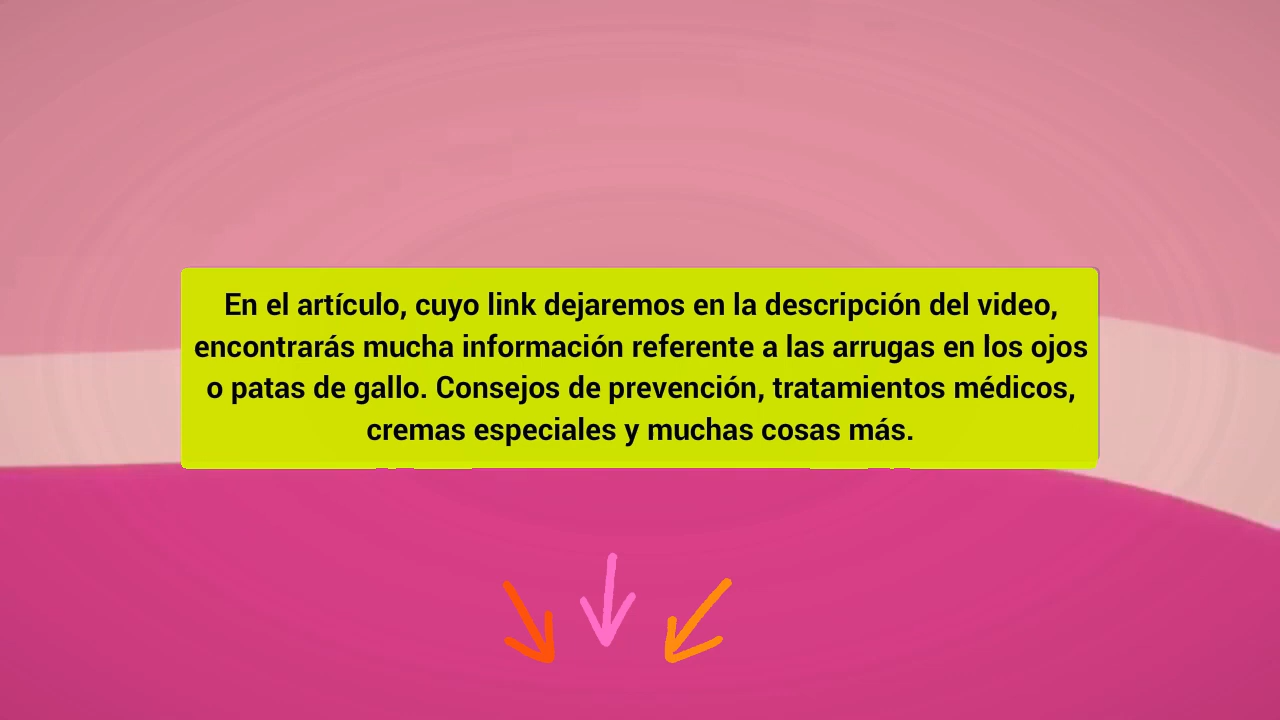 En el artículo, cuyo link dejaremos en la descripción del video,
encontrarás mucha información referente a las arrugas en los ojos
o patas de gallo. Consejos de prevención, tratamientos médicos,
cremas especiales y muchas cosas más.